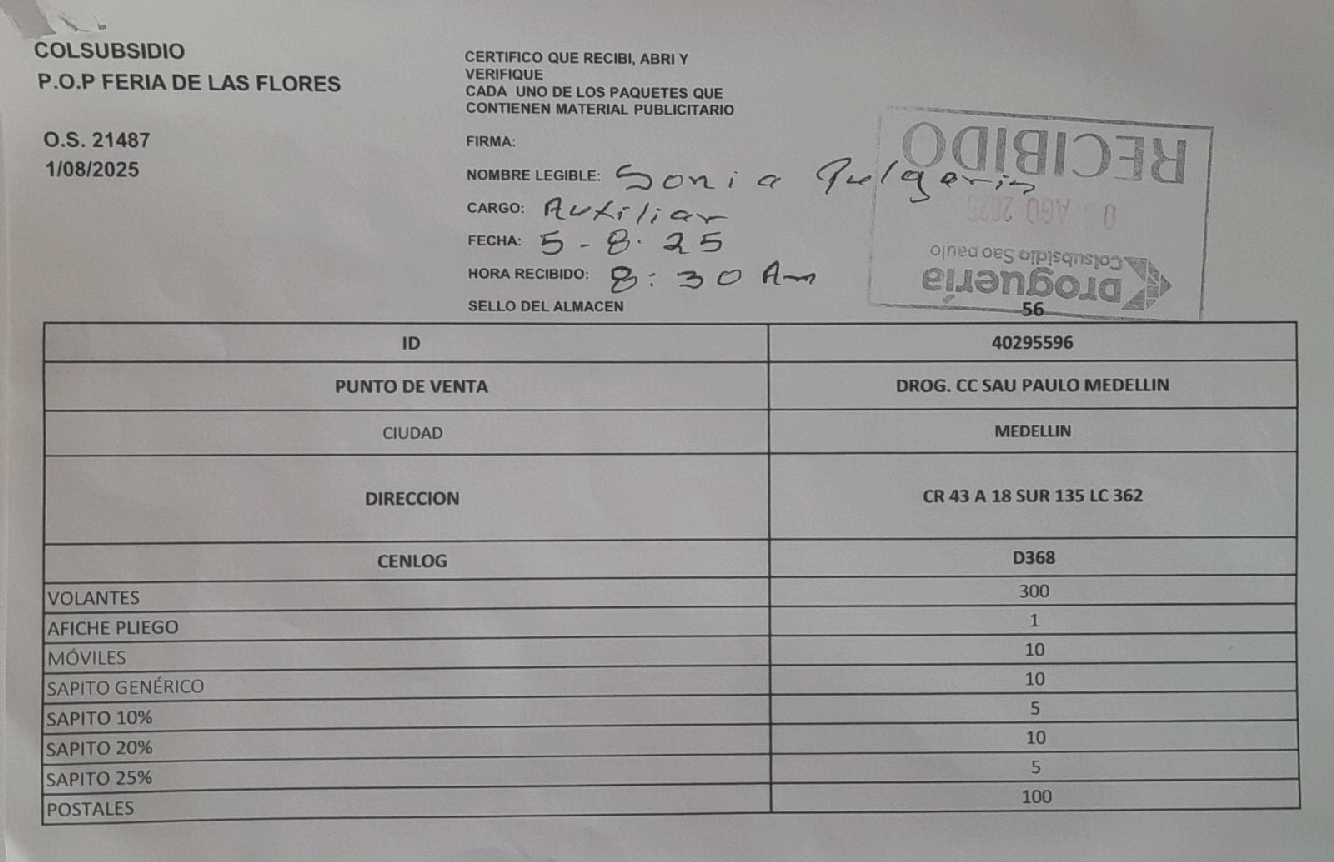 COLSUBSIDIO
P.O.P FERIA DE LAS FLORES
O.S. 21487
1/08/2025
CERTIFICO QUE RECIBI, ABRI Y
VERIFIQUE
CADA UNO DE LOS PAQUETES QUE
CONTIENEN MATERIAL PUBLICITARIO
FIRMA:
NOMBRE LEGIBLE: Sonia Pulgarin
CARGO: Auxiliar
FECHA: 5-8.25
HORA RECIBIDO: 8:30 Am
SELLO DEL ALMACEN
Droguería
Colsubsidio Sao paulo
AGO 2025
RECIBIDO
56
ID 40295596
PUNTO DE VENTA DROG. CC SAU PAULO MEDELLIN
CIUDAD MEDELLIN
DIRECCION CR 43 A 18 SUR 135 LC 362
CENLOG D368
VOLANTES 300
AFICHE PLIEGO 1
MÓVILES 10
SAPITO GENÉRICO 10
SAPITO 10% 5
SAPITO 20% 10
SAPITO 25% 5
POSTALES 100